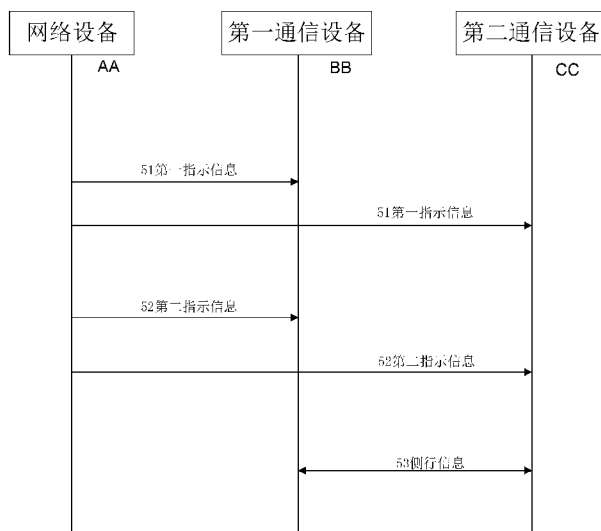 网络设备
第一通信设备
第二通信设备
AA
BB
CC
51第一指示信息
51第一指示信息
52第二指示信息
52第二指示信息
53侧行信息